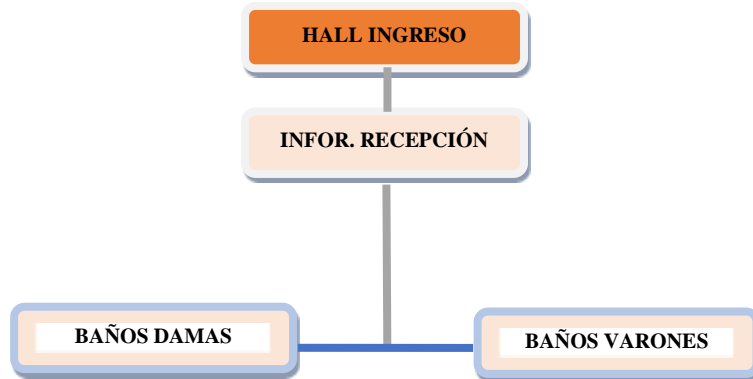 HALL INGRESO
INFOR. RECEPCIÓN
BAÑOS DAMAS
BAÑOS VARONES